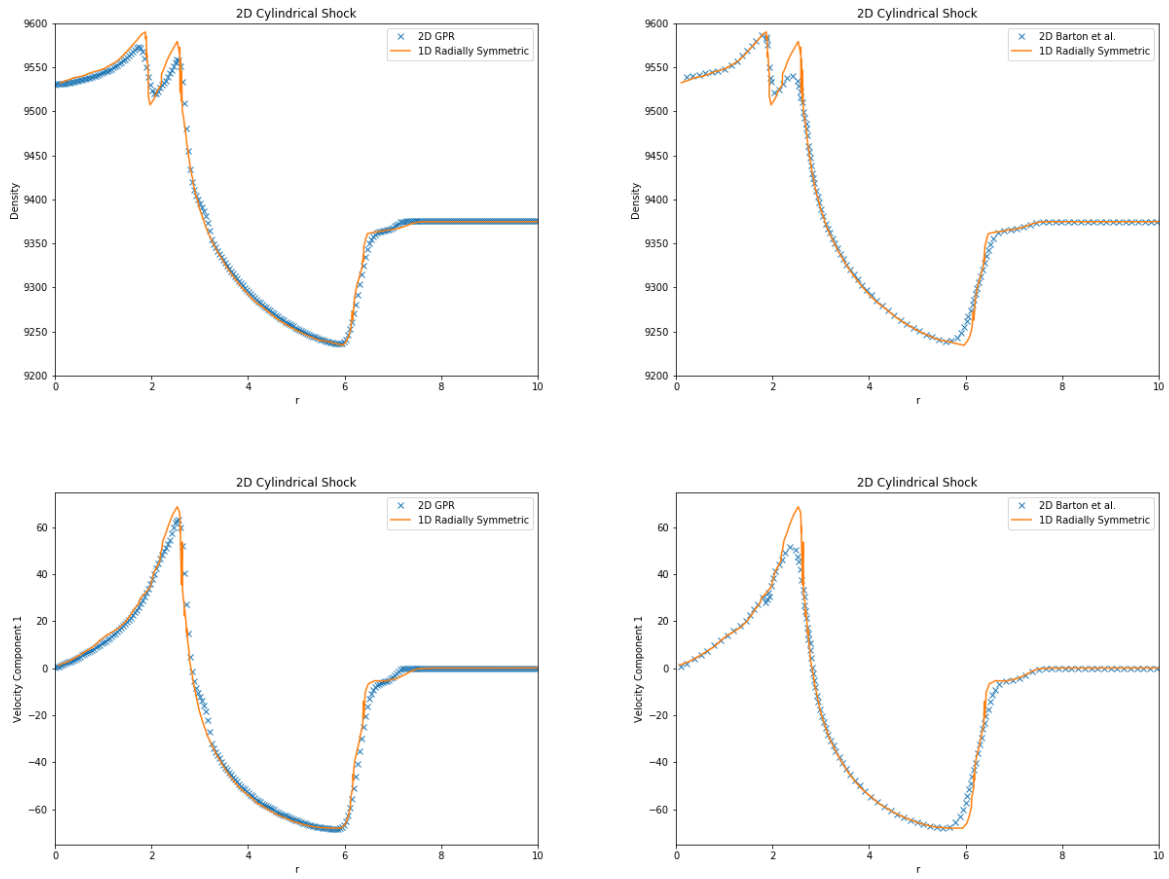 2D Cylindrical Shock
9600
9550
9500
9450
9400
9350
9300
9250
9200
Density
0 2 4 6 8 10
r
2D GPR
1D Radially Symmetric
2D Cylindrical Shock
9600
9550
9500
9450
9400
9350
9300
9250
9200
Density
0 2 4 6 8 10
r
2D Barton et al.
1D Radially Symmetric
2D Cylindrical Shock
60
40
20
0
−20
−40
−60
Velocity Component 1
0 2 4 6 8 10
r
2D GPR
1D Radially Symmetric
2D Cylindrical Shock
60
40
20
0
−20
−40
−60
Velocity Component 1
0 2 4 6 8 10
r
2D Barton et al.
1D Radially Symmetric